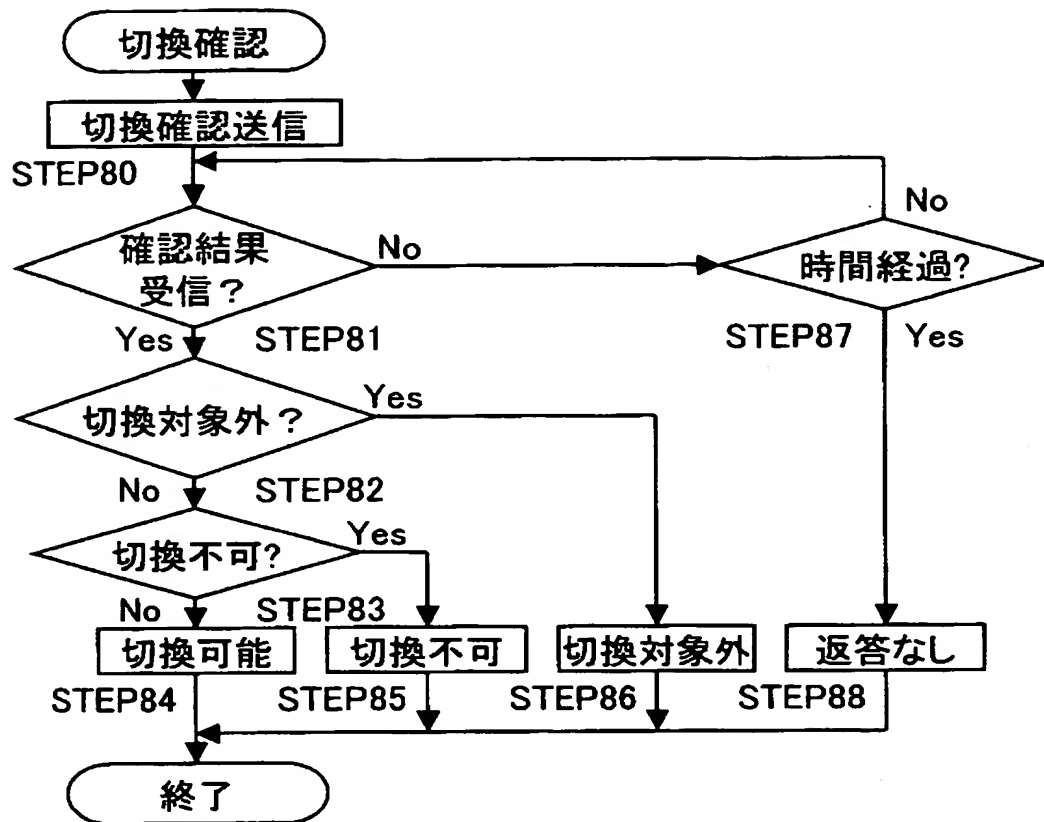 切換確認
切換確認送信
STEP80
確認結果
受信？
No
時間経過?
No
Yes
STEP81
STEP87
Yes
切換対象外？
Yes
No
STEP82
切換不可?
Yes
No
STEP83
切換可能
切換不可
切換対象外
返答なし
STEP84
STEP85
STEP86
STEP88
終了